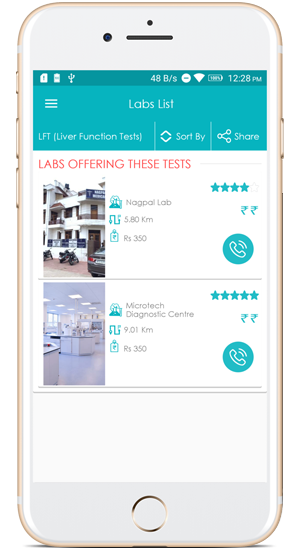 48 B/s 100% 12:28 PM
Labs List
LFT (Liver Function Tests) Sort By Share
LABS OFFERING THESE TESTS
Nagpal Lab
5.80 Km
₹ ₹
Rs 350
Microtech
Diagnostic Centre
₹ ₹
9.01 Km
Rs 350